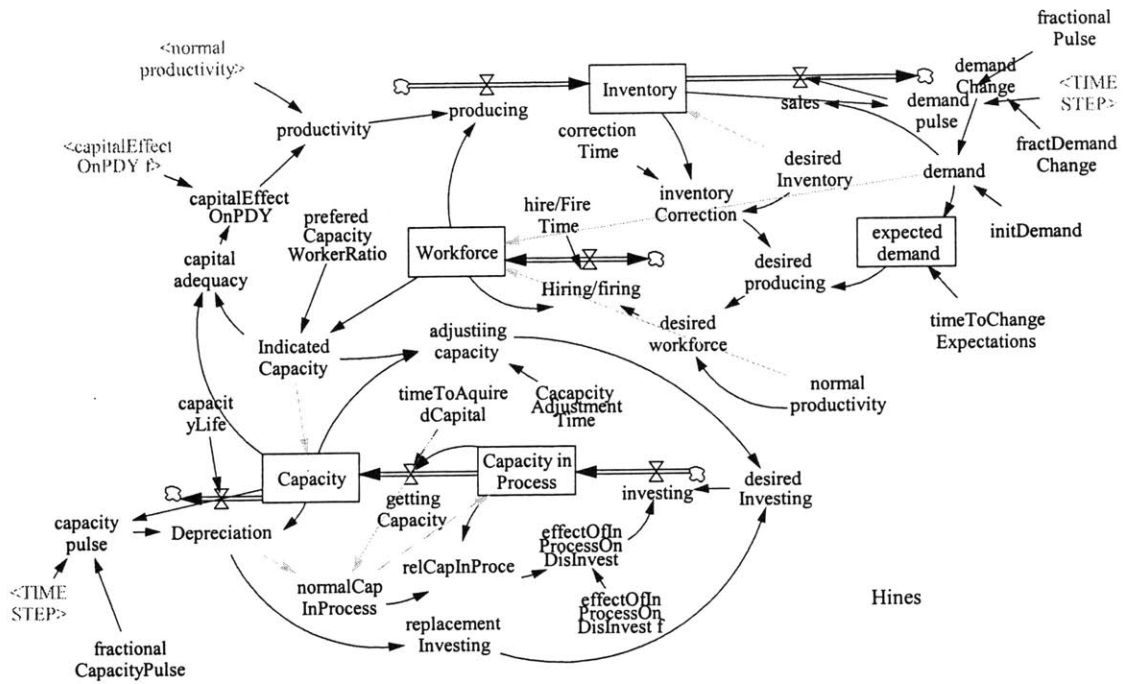 fractional
Pulse
<normal
productivity>
demand
Change
<TIME
STEP>
Inventory
sales
demand
pulse
producing
productivity
correction
Time
fractDemand
Change
<capitalEffect
OnPDY f>
desired
Inventory
demand
capitalEffect
OnPDY
prefered
Capacity
WorkerRatio
hire/Fire
Time
inventory
Correction
initDemand
expected
demand
Workforce
capital
adequacy
desired
producing
Hiring/firing
desired
workforce
timeToChange
Expectations
Indicated
Capacity
adjustiing
capacity
normal
productivity
timeToAquire
dCapital
Cacapcity
Adjustment
Time
capacit
yLife
Capacity
Capacity in
Process
getting
Capacity
investing
desired
Investing
capacity
pulse
Depreciation
effectOfIn
ProcessOn
DisInvest
relCapInProce
normalCap
InProcess
<TIME
STEP>
effectOfIn
ProcessOn
DisInvest f
Hines
replacement
Investing
fractional
CapacityPulse